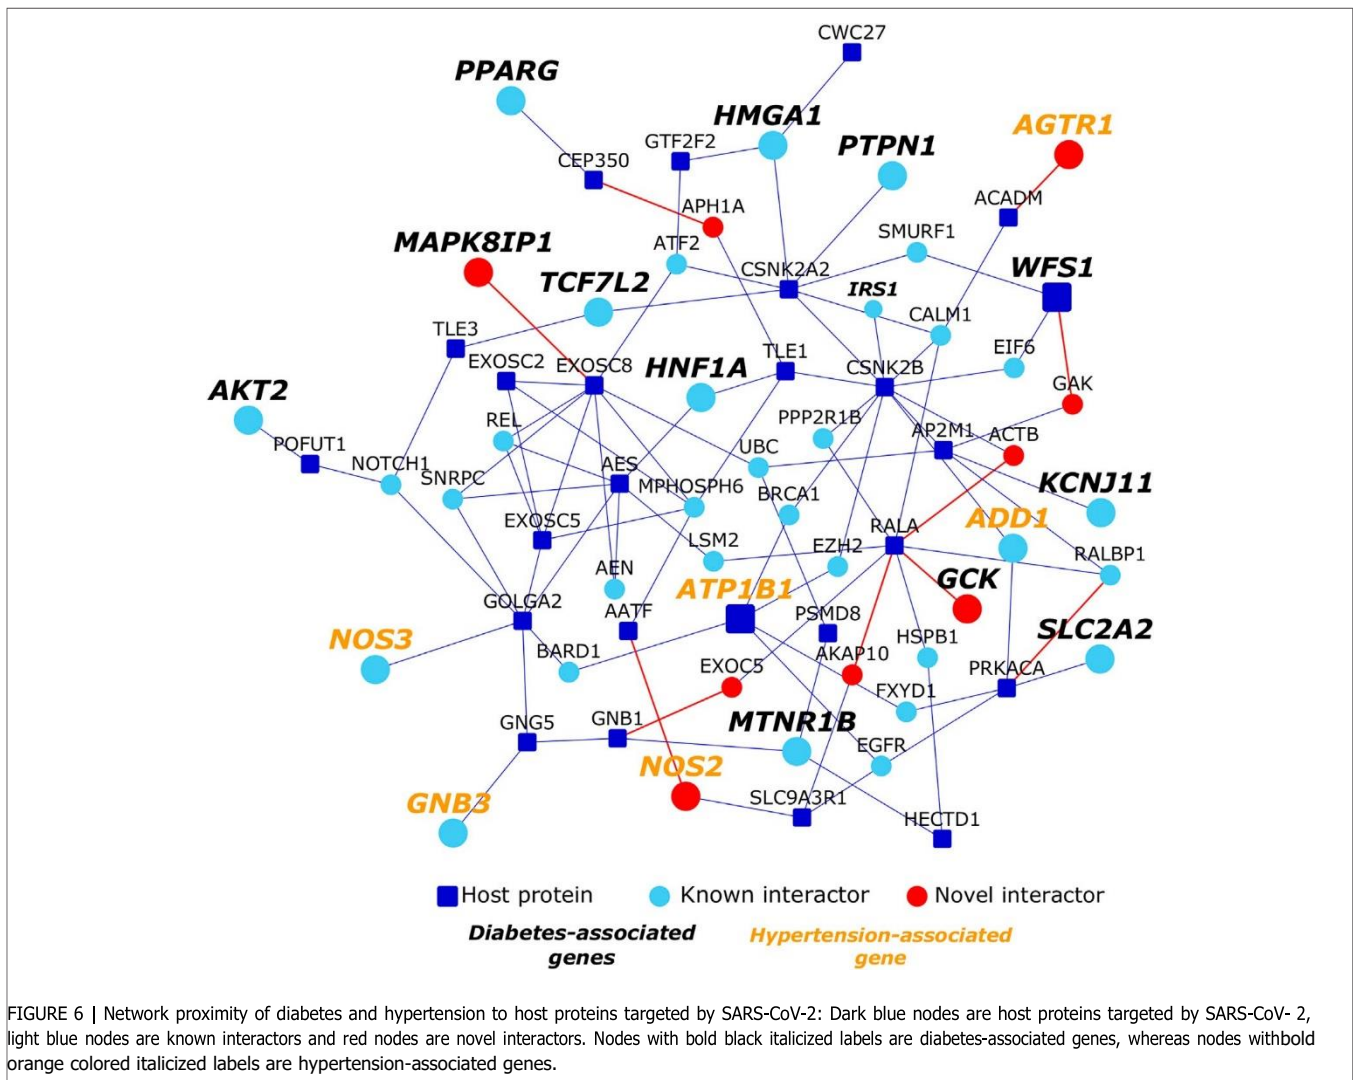 CWC27
PPARG
HMGA1
AGTR1
GTF2F2
PTPN1
CEP350
ACADM
APH1A
SMURF1
MAPK8IP1
ATF2
WFS1
CSNK2A2
TCF7L2
IRS1
CALM1
TLE3
EIF6
TLE1
EXOSC2
EXOSC8
HNF1A
CSNK2B
GAK
AKT2
PPP2R1B
REL
AP2M1
ACTB
POFUT1
UBC
NOTCH1
AES
SNRPC
MPHOSPH6
KCNJ11
BRCA1
EXOSC5
RALA
ADD1
LSM2
EZH2
RALBP1
AEN
GCK
ATP1B1
GOLGA2
AATF
PSMD8
SLC2A2
NOS3
HSPB1
BARD1
AKAP10
EXOC5
PRKACA
FXYD1
GNG5
GNB1
MTNR1B
EGFR
NOS2
SLC9A3R1
GNB3
HECTD1
Host protein
Known interactor
Novel interactor
Diabetes-associated
genes
Hypertension-associated
gene
FIGURE 6 | Network proximity of diabetes and hypertension to host proteins targeted by SARS-CoV-2: Dark blue nodes are host proteins targeted by SARS-CoV- 2,
light blue nodes are known interactors and red nodes are novel interactors. Nodes with bold black italicized labels are diabetes-associated genes, whereas nodes withbold
orange colored italicized labels are hypertension-associated genes.